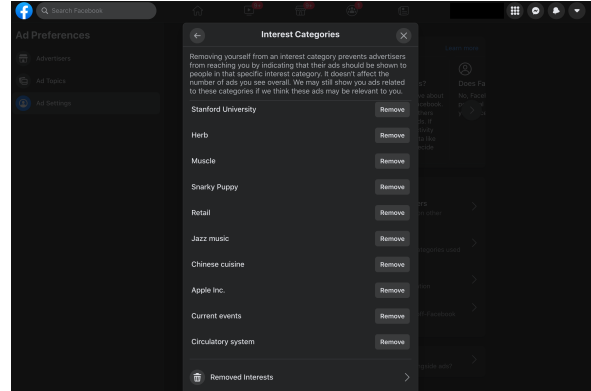 Search Facebook
Ad Preferences
Advertisers
Ad Topics
Ad Settings
Interest Categories
Removing yourself from an interest category prevents advertisers
from reaching you by indicating that their ads should be shown to
people in that specific interest category. It doesn't affect the
number of ads you see overall. We may still show you ads related
to these categories if we think these ads may be relevant to you.
Stanford University Remove
Herb Remove
Muscle Remove
Snarky Puppy Remove
Retail Remove
Jazz music Remove
Chinese cuisine Remove
Apple Inc. Remove
Current events Remove
Circulatory system Remove
Removed Interests
Learn more
Does Fa